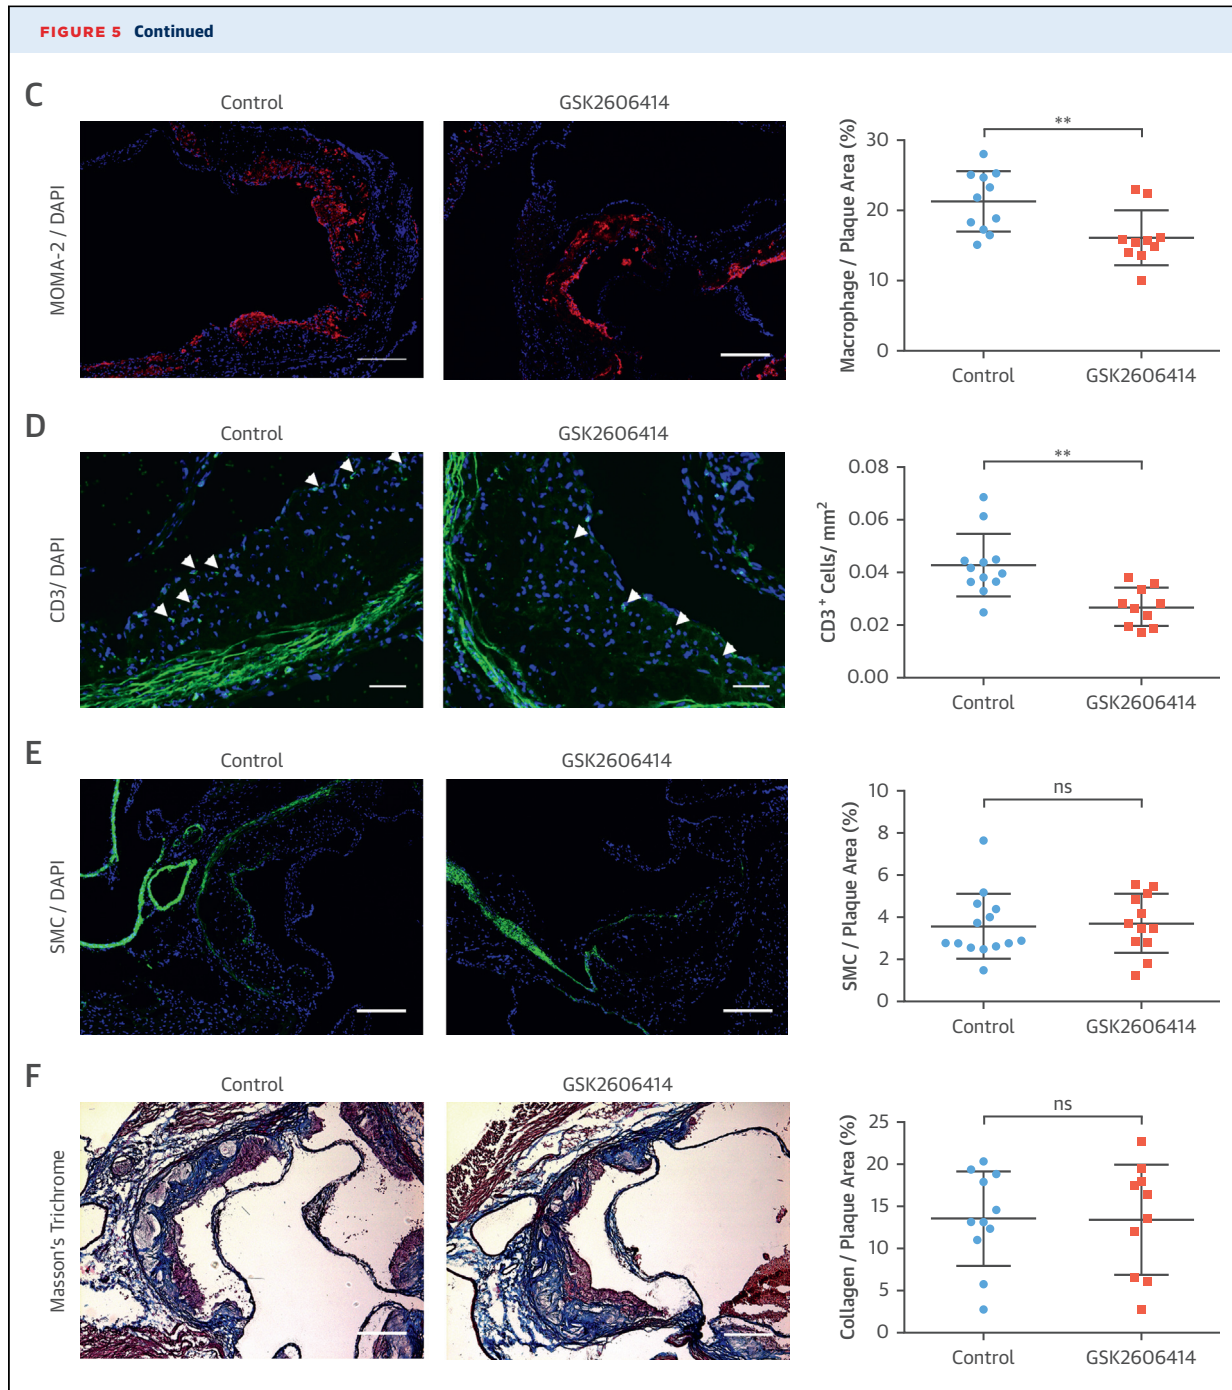 FIGURE 5 Continued
C
Control
GSK2606414
MOMA-2 / DAPI
Macrophage / Plaque Area (%)
30
20
10
0
**
Control
GSK2606414
D
Control
GSK2606414
CD3/ DAPI
CD3+ Cells/ mm2
0.08
0.06
0.04
0.02
0.00
**
Control
GSK2606414
E
Control
GSK2606414
SMC / DAPI
SMC / Plaque Area (%)
10
8
6
4
2
0
ns
Control
GSK2606414
F
Control
GSK2606414
Masson's Trichrome
Collagen / Plaque Area (%)
25
20
15
10
5
0
ns
Control
GSK2606414